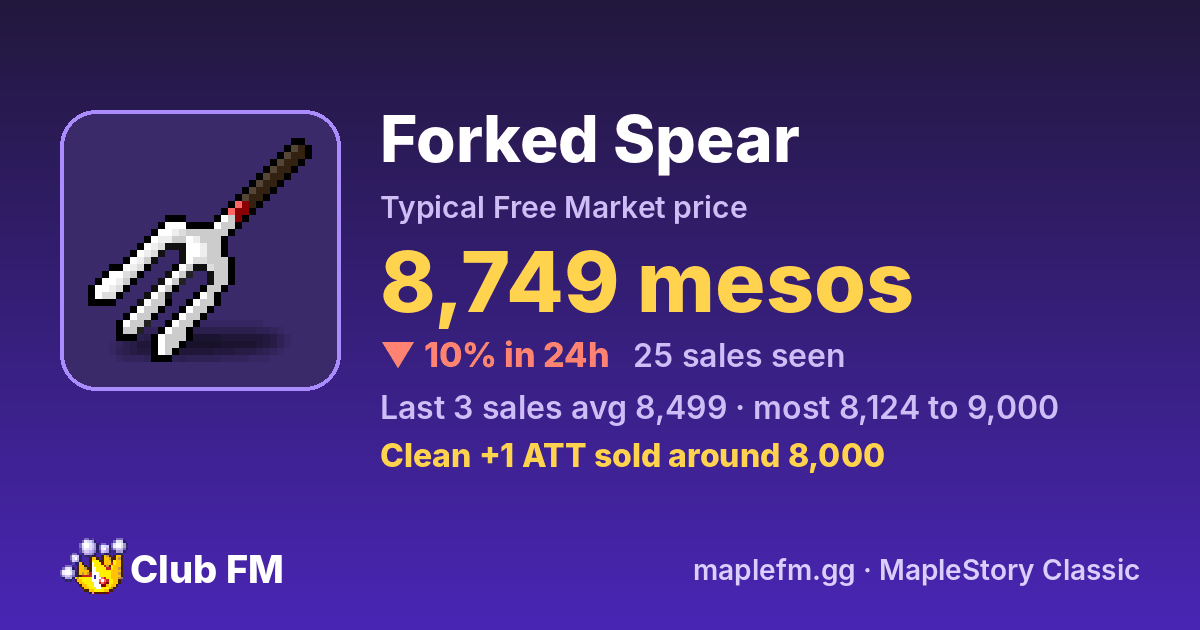 Forked Spear
Typical Free Market price
8,749 mesos
▼ 10% in 24h 25 sales seen
Last 3 sales avg 8,499 · most 8,124 to 9,000
Clean +1 ATT sold around 8,000
Club FM
maplefm.gg · MapleStory Classic